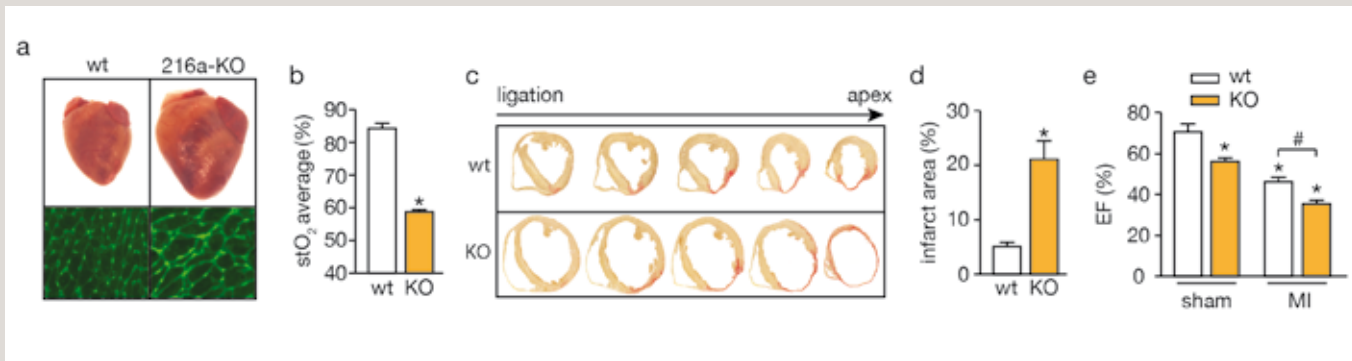 a
wt 216a-KO
b
stO₂ average (%)
90
80
70
60
50
40
wt KO
c
ligation apex
wt
KO
d
infarct area (%)
30
20
10
0
wt KO
*
e
wt
KO
EF (%)
80
60
40
20
0
*
* # *
sham MI